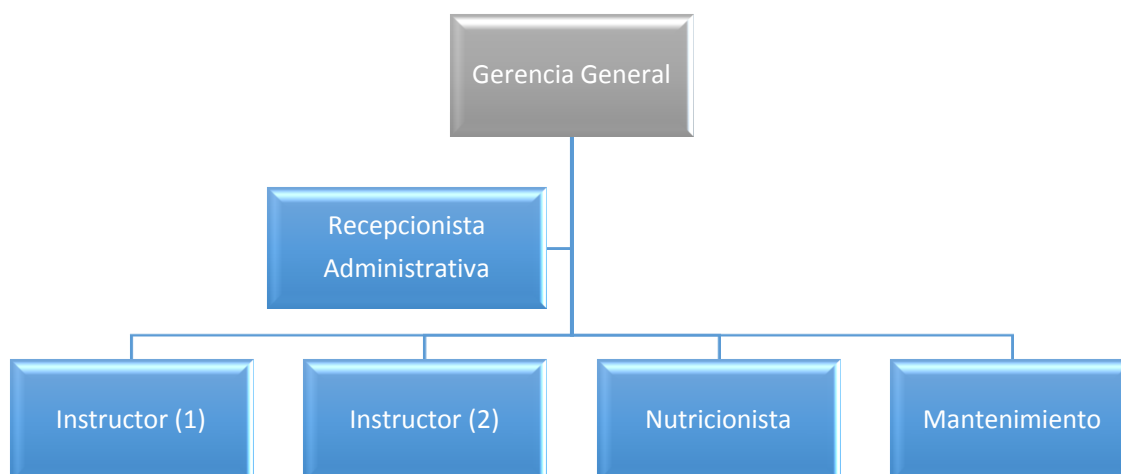 Gerencia General
Recepcionista
Administrativa
Instructor (1)
Instructor (2)
Nutricionista
Mantenimiento